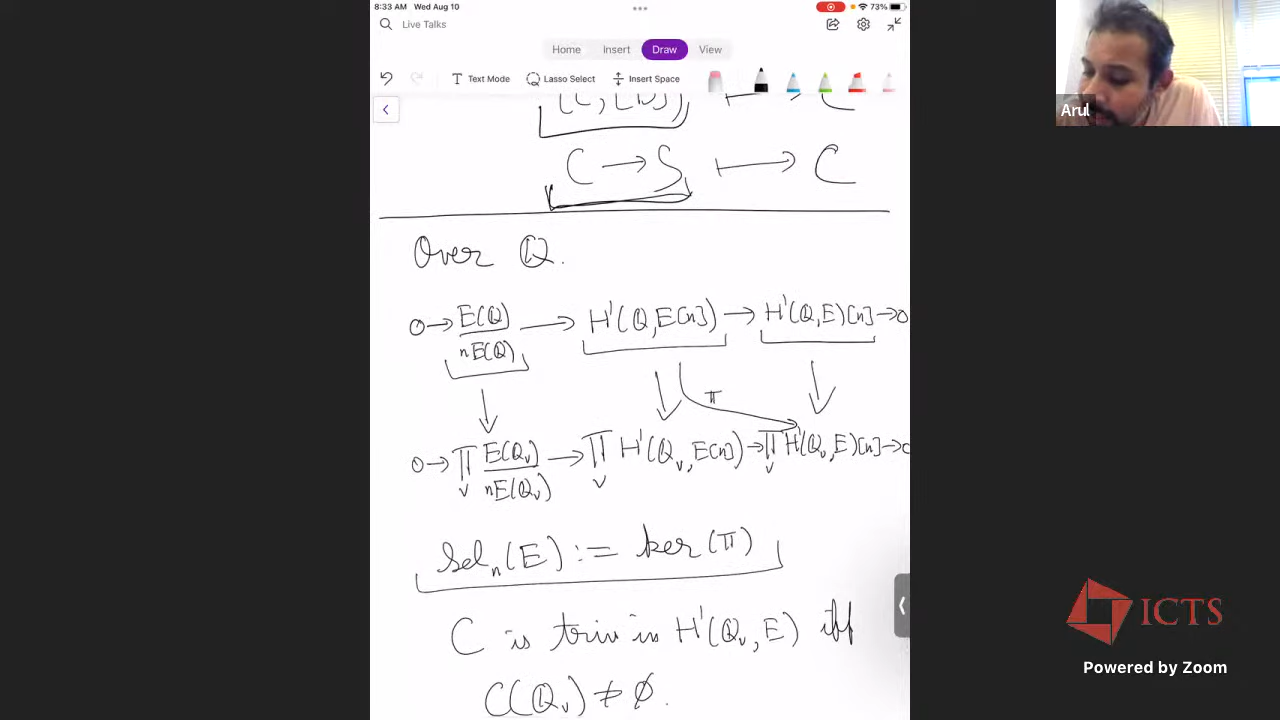 8:33 AM Wed Aug 10
73%
Live Talks
Home Insert Draw View
Text Mode Lasso Select Insert Space
(C, [D]) ↦ C
C → S ↦ C
Over Q.
0 → E(Q)/nE(Q) → H¹(Q, E[n]) → H¹(Q, E)[n] → 0
π
0 → ∏_v E(Q_v)/nE(Q_v) → ∏_v H¹(Q_v, E[n]) → ∏_v H¹(Q_v, E)[n] → 0
Sel_n(E) := ker(π)
C is triv in H¹(Q_v, E) iff
C(Q_v) ≠ ∅.
Arul
ICTS
Powered by Zoom